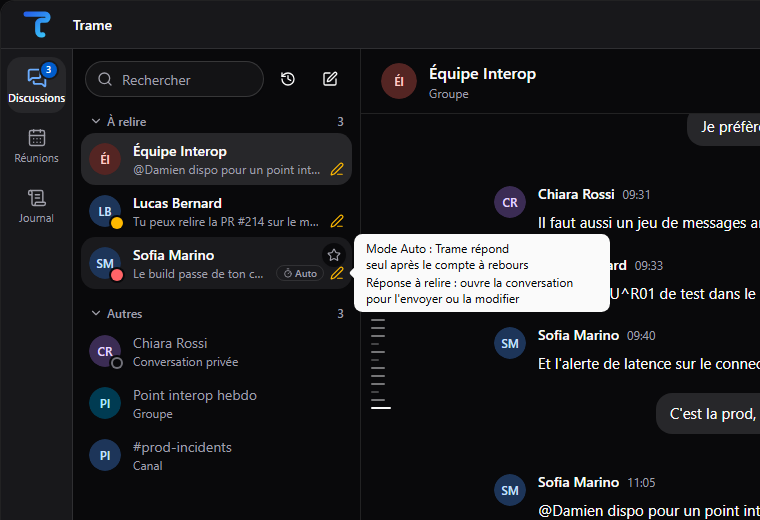 Trame
3
Discussions
Réunions
Journal
Rechercher
À relire 3
ÉI
Équipe Interop
@Damien dispo pour un point int...
LB
Lucas Bernard
Tu peux relire la PR #214 sur le m...
SM
Sofia Marino
Le build passe de ton c...
Auto
Autres 3
CR
Chiara Rossi
Conversation privée
PI
Point interop hebdo
Groupe
PI
#prod-incidents
Canal
Mode Auto : Trame répond
seul après le compte à rebours
Réponse à relire : ouvre la conversation
pour l'envoyer ou la modifier
ÉI
Équipe Interop
Groupe
Je préfère
CR
Chiara Rossi 09:31
Il faut aussi un jeu de messages
09:33
U^R01 de test dans le
SM
Sofia Marino 09:40
Et l'alerte de latence sur le
C'est la prod,
SM
Sofia Marino 11:05
@Damien dispo pour un point